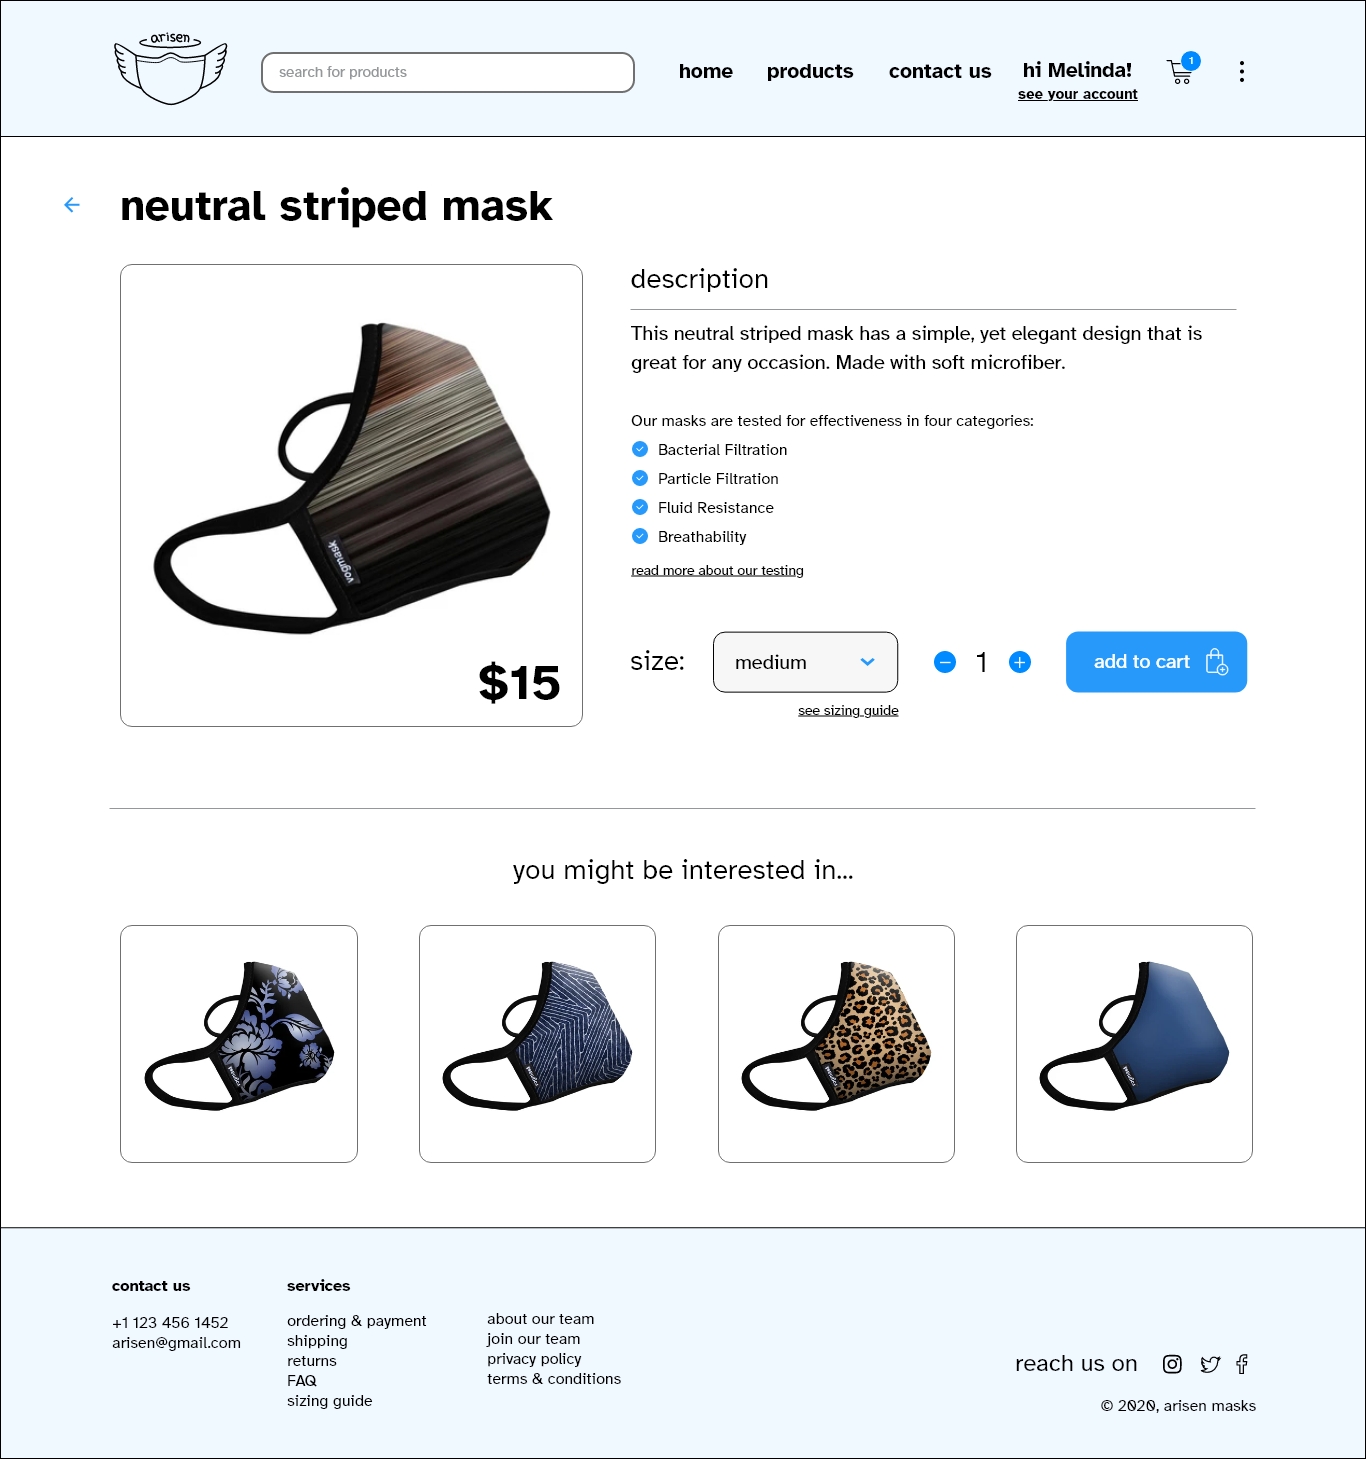 arisen
search for products
home
products
contact us
hi Melinda!
see your account
1
neutral striped mask
vogmask
$15
description
This neutral striped mask has a simple, yet elegant design that is
great for any occasion. Made with soft microfiber.
Our masks are tested for effectiveness in four categories:
Bacterial Filtration
Particle Filtration
Fluid Resistance
Breathability
read more about our testing
size:
medium
1
add to cart
see sizing guide
you might be interested in...
contact us
+1 123 456 1452
arisen@gmail.com
services
ordering & payment
shipping
returns
FAQ
sizing guide
about our team
join our team
privacy policy
terms & conditions
reach us on
© 2020, arisen masks